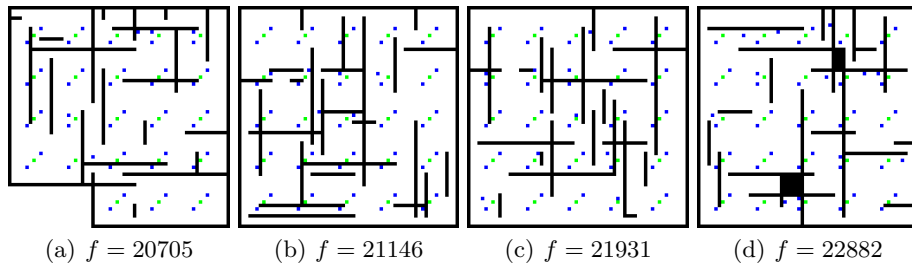 (a) f = 20705 (b) f = 21146 (c) f = 21931 (d) f = 22882